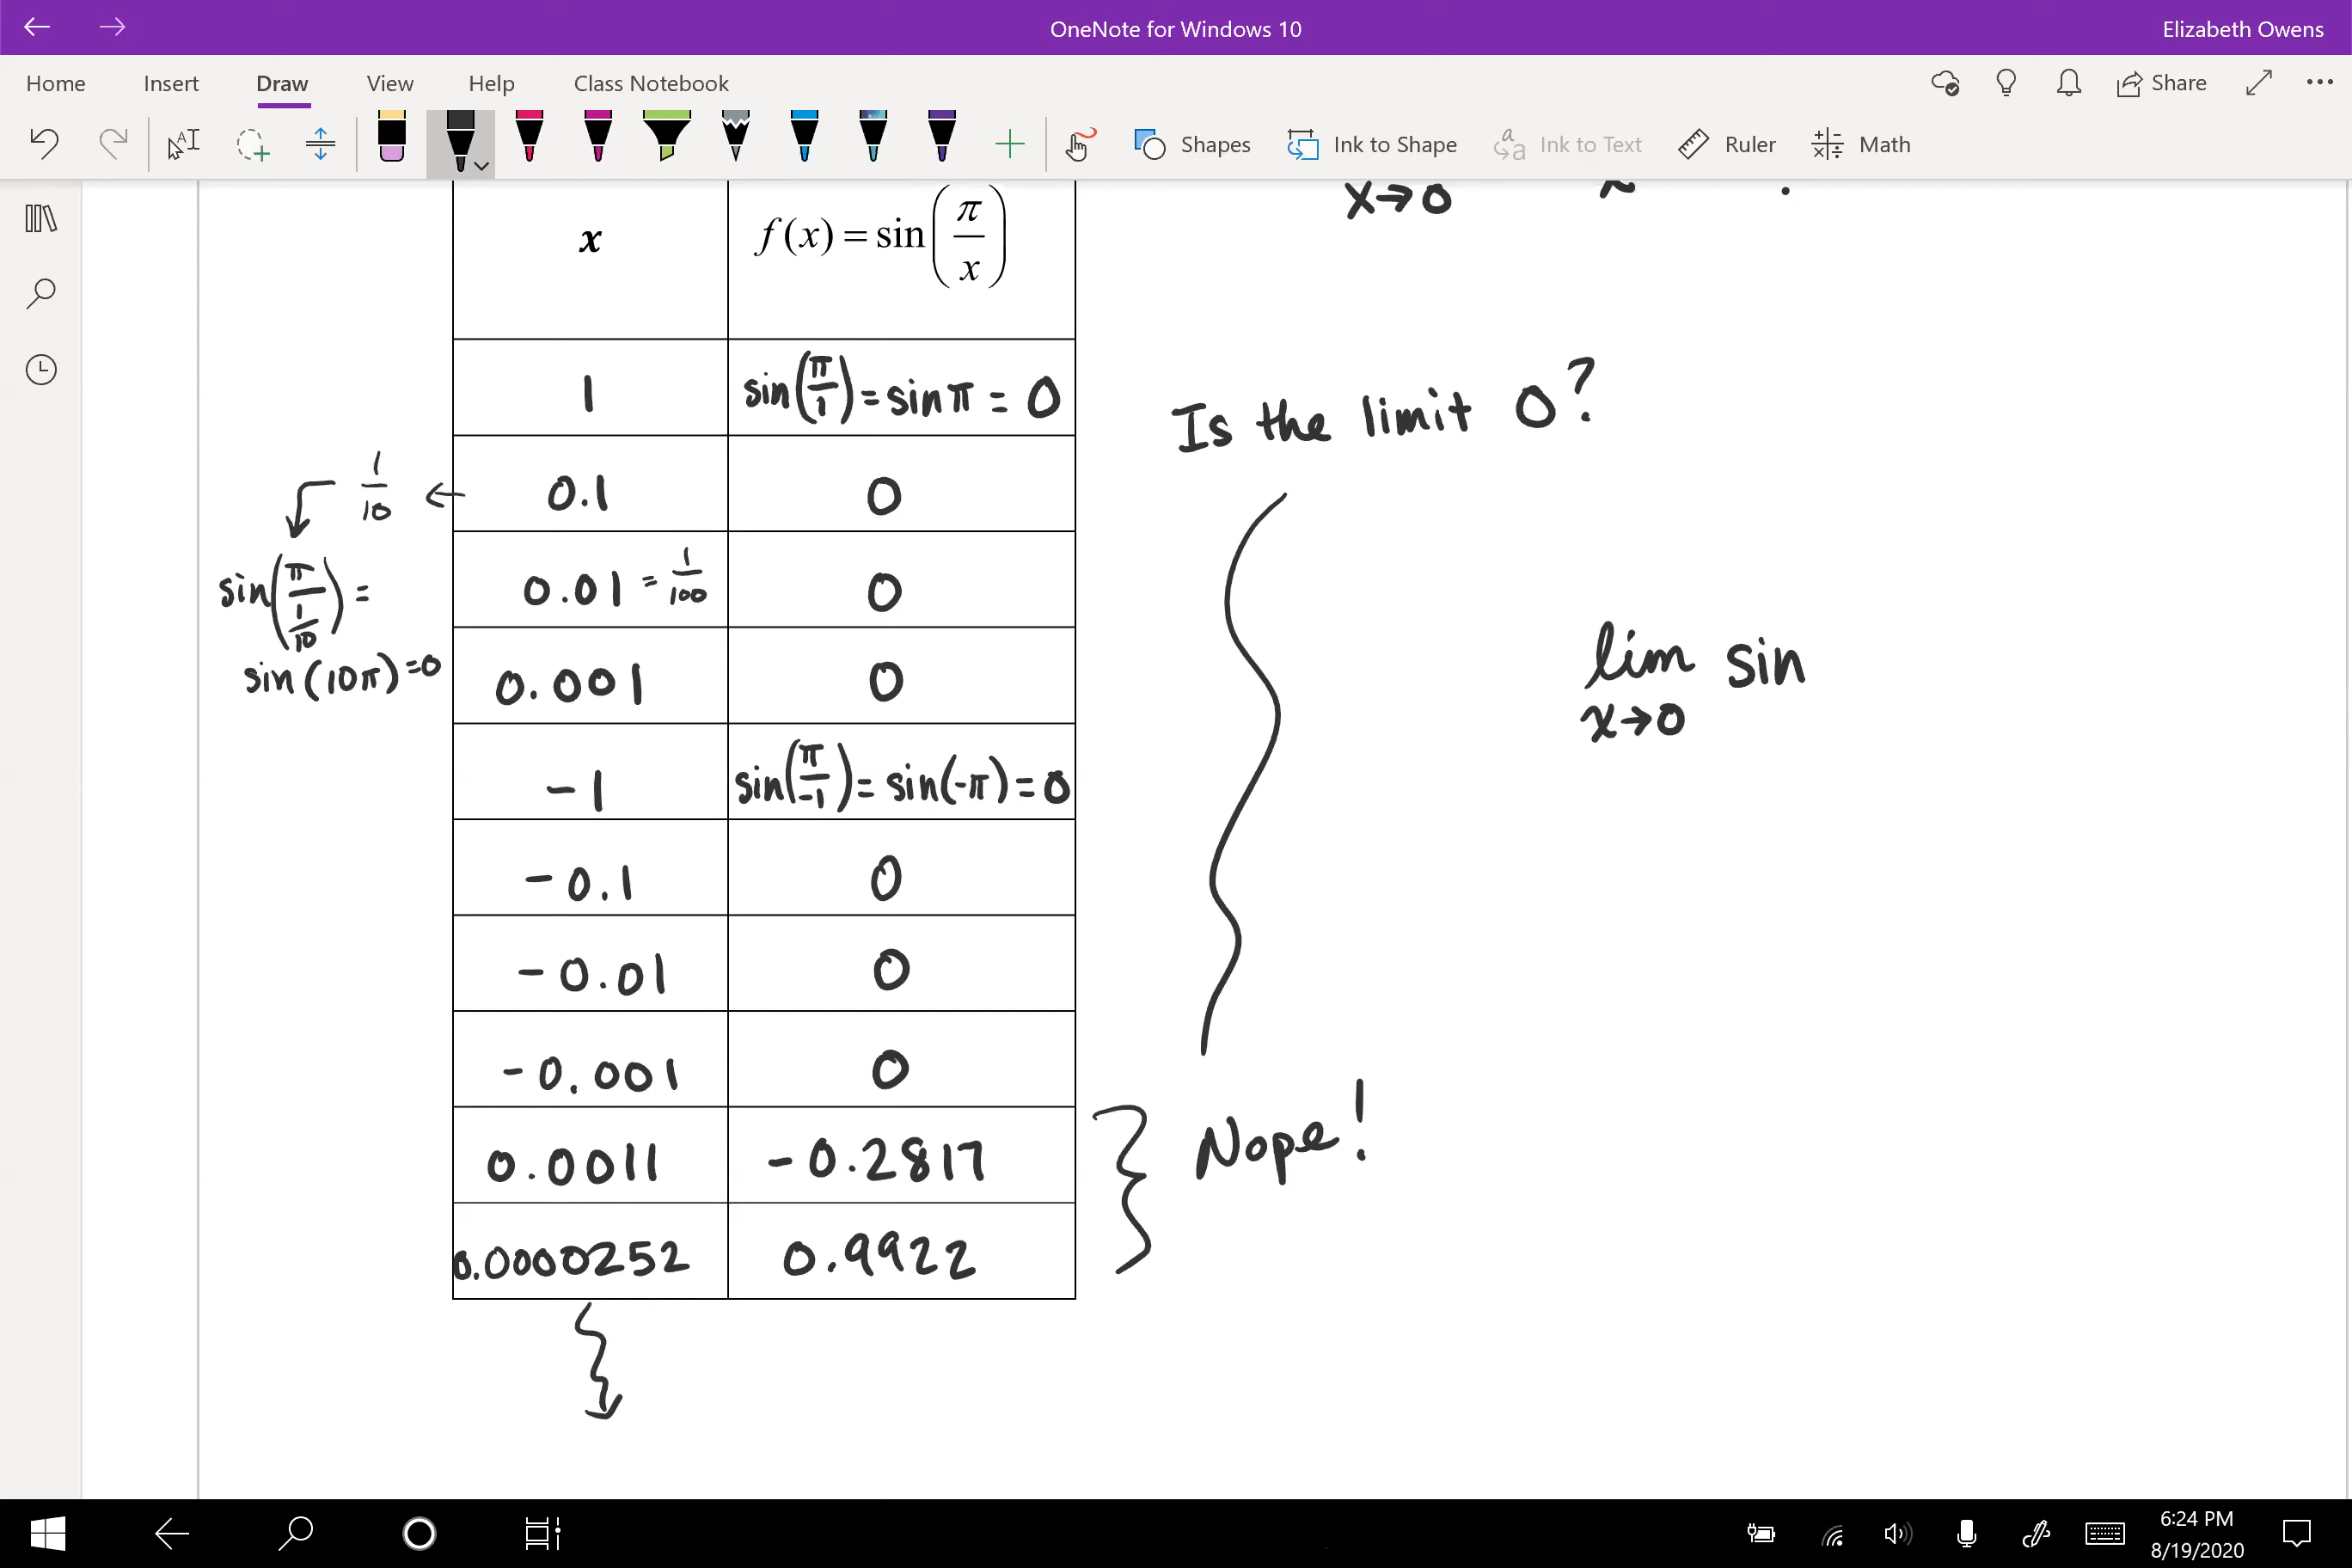 OneNote for Windows 10
Elizabeth Owens
Home Insert Draw View Help Class Notebook
Share
Shapes Ink to Shape Ink to Text Ruler Math
x→0
x f(x) = sin(π/x)
1 sin(π/1) = sin π = 0
Is the limit 0?
1/10 ← 0.1 0
sin(π/(1/10)) =
0.01 = 1/100 0
sin(10π) = 0
0.001 0
lim sin
x→0
-1 sin(π/-1) = sin(-π) = 0
-0.1 0
-0.01 0
-0.001 0
0.0011 -0.2817
Nope!
0.0000252 0.9922
6:24 PM
8/19/2020